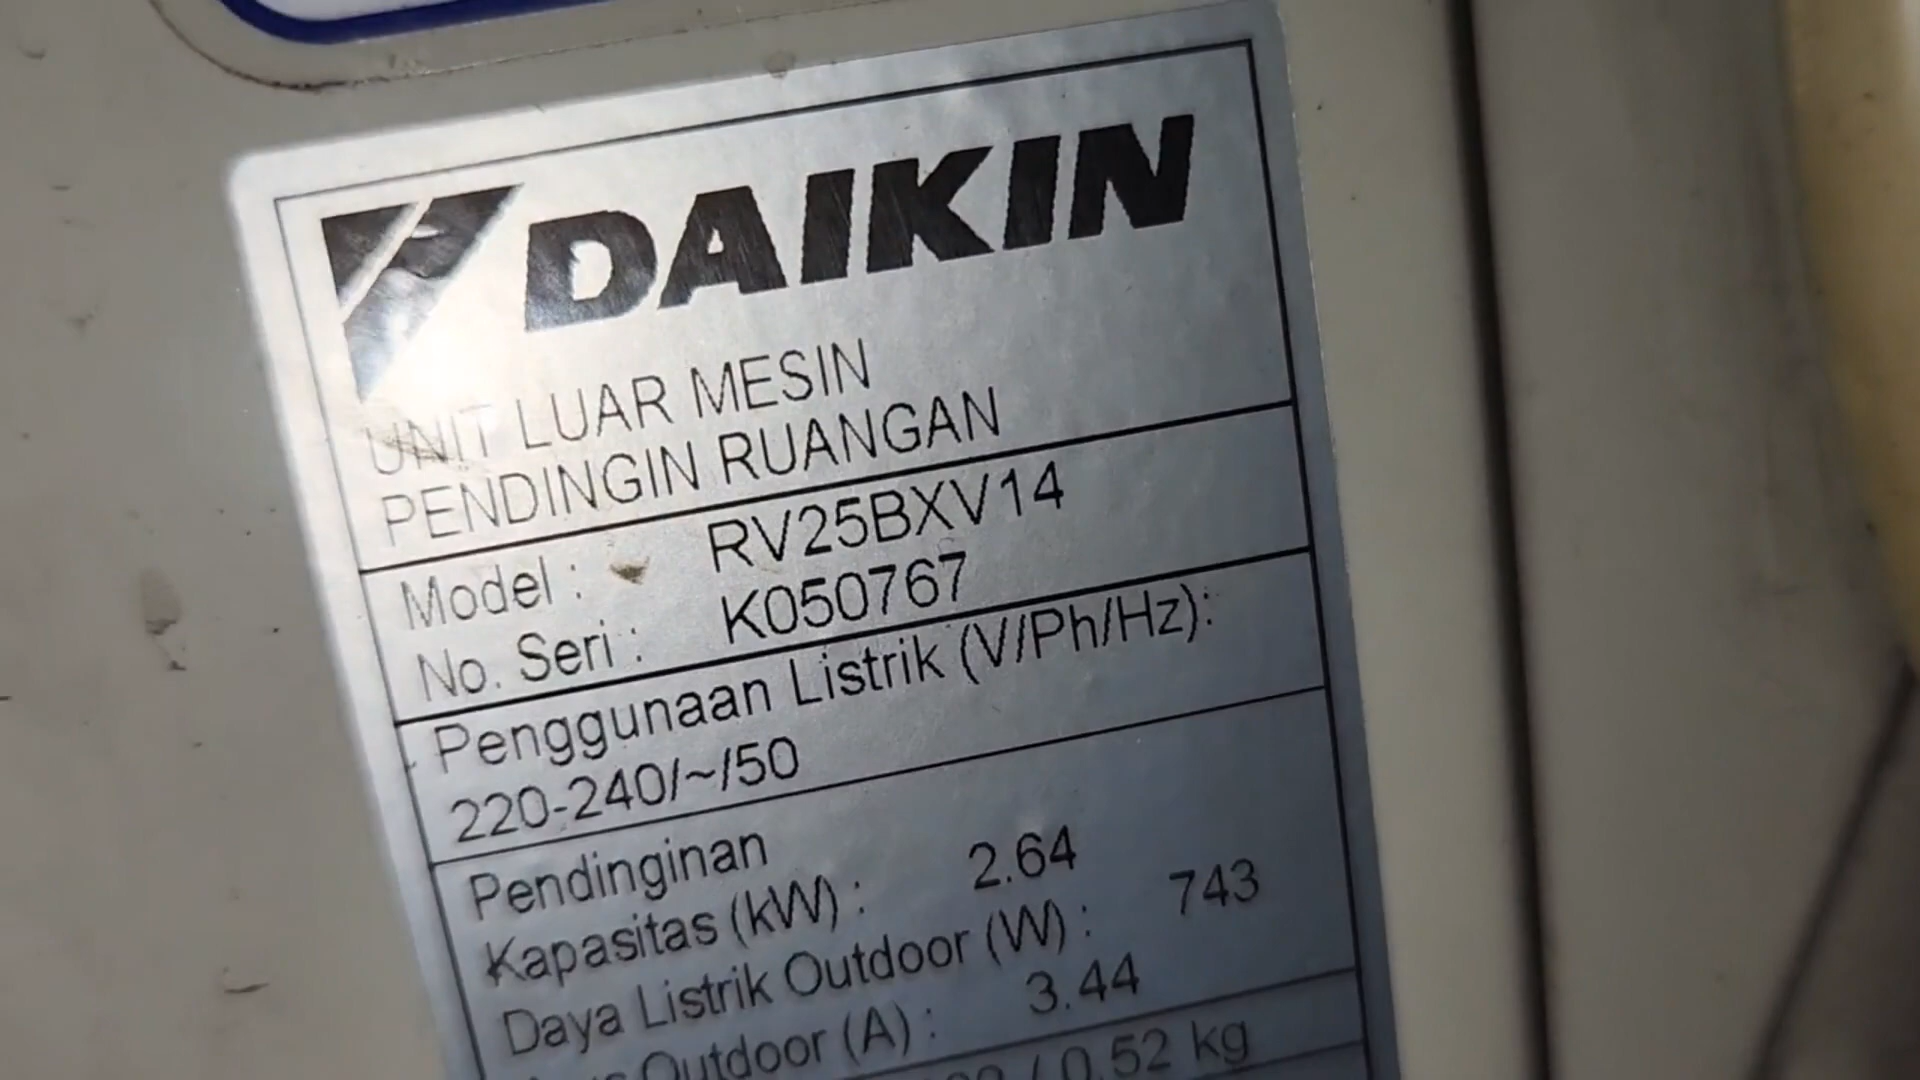 DAIKIN
UNIT LUAR MESIN
PENDINGIN RUANGAN
Model : RV25BXV14
No. Seri : K050767
Penggunaan Listrik (V/Ph/Hz):
220-240/~/50
Pendinginan
Kapasitas (kW) : 2.64
Daya Listrik Outdoor (W) : 743
Outdoor (A) : 3.44
/ 0.52 kg